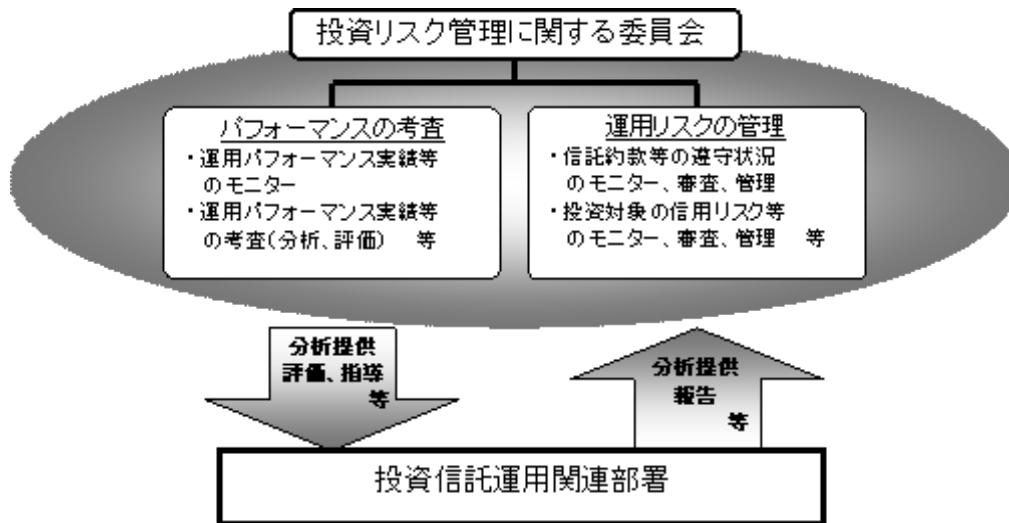 投資リスク管理に関する委員会
パフォーマンスの考査
・運用パフォーマンス実績等
のモニター
・運用パフォーマンス実績等
の考査(分析、評価) 等
運用リスクの管理
・信託約款等の遵守状況
のモニター、審査、管理
・投資対象の信用リスク等
のモニター、審査、管理 等
分析提供
評価、指導
等
分析提供
報告
等
投資信託運用関連部署